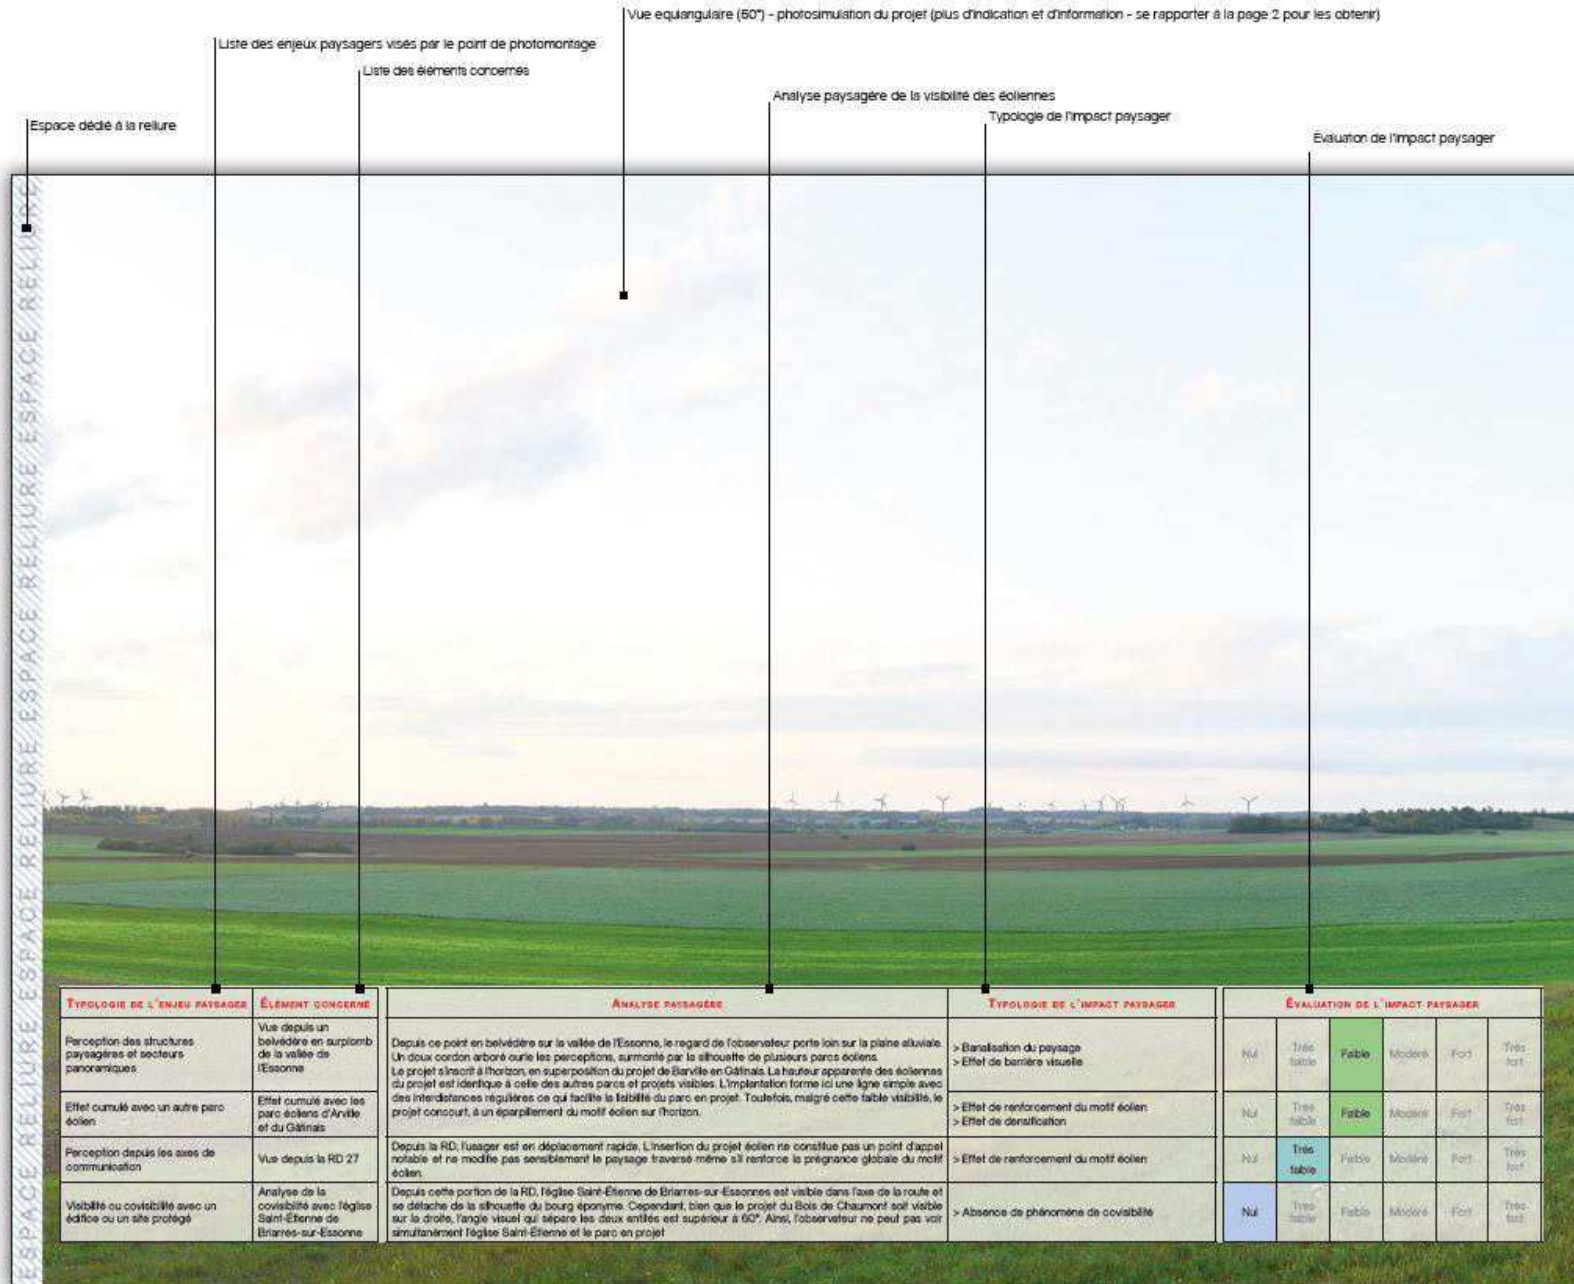 Vue equiangulaire (50°) - photosimulation du projet (plus d'indication et d'information - se rapporter à la page 2 pour les obtenir)
Liste des enjeux paysagers visés par le point de photomontage
Liste des éléments concernés
Analyse paysagère de la visibilité des éoliennes
Typologie de l'impact paysager
Espace dédié à la reliure
Évaluation de l'impact paysager
ESPACE RELIURE/ESPACE RELIURE/ESPACE RELIURE/ESPACE RELIURE/ESPACE RELIURE
TYPOLOGIE DE L'ENJEU PAYSAGER
ÉLÉMENT CONCERNÉ
ANALYSE PAYSAGÈRE
TYPOLOGIE DE L'IMPACT PAYSAGER
ÉVALUATION DE L'IMPACT PAYSAGER
Perception des structures
paysagères et secteurs
panoramiques
Vue depuis un
belvédère en surplomb
de la vallée de
l'Essonne
Depuis ce point en belvédère sur la vallée de l'Essonne, le regard de l'observateur porte loin sur la plaine alluviale.
Un doux cordon arboré ourle les perceptions, surmonté par la silhouette de plusieurs parcs éoliens.
Le projet s'inscrit à l'horizon, en superposition du projet de Barville en Gâtinais. La hauteur apparente des éoliennes
du projet est identique à celle des autres parcs et projets visibles. L'implantation forme ici une ligne simple avec
des interdistances régulières ce qui facilite la lisibilité du parc en projet. Toutefois, malgré cette faible visibilité, le
projet concourt, à un éparpillement du motif éolien sur l'horizon.
> Banalisation du paysage
> Effet de barrière visuelle
Nul
Très
faible
Faible
Modéré
Fort
Très
fort
Effet cumulé avec un autre parc
éolien
Effet cumulé avec les
parc éoliens d'Arville
et du Gâtinais
> Effet de renforcement du motif éolien
> Effet de densification
Nul
Très
faible
Faible
Modéré
Fort
Très
fort
Perception depuis les axes de
communication
Vue depuis la RD 27
Depuis la RD, l'usager est en déplacement rapide. L'insertion du projet éolien ne constitue pas un point d'appel
notable et ne modifie pas sensiblement le paysage traversé même s'il renforce la prégnance globale du motif
éolien.
> Effet de renforcement du motif éolien
Nul
Très
faible
Faible
Modéré
Fort
Très
fort
Visibilité ou covisibilité avec un
édifice ou un site protégé
Analyse de la
covisibilité avec l'église
Saint-Étienne de
Briarres-sur-Essonne
Depuis cette portion de la RD, l'église Saint-Étienne de Briarres-sur-Essonnes est visible dans l'axe de la route et
se détache de la silhouette du bourg éponyme. Cependant, bien que le projet du Bois de Chaumont soit visible
sur la droite, l'angle visuel qui sépare les deux entités est supérieur à 60°. Ainsi, l'observateur ne peut pas voir
simultanément l'église Saint-Étienne et le parc en projet
> Absence de phénomène de covisibilité
Nul
Très
faible
Faible
Modéré
Fort
Très
fort